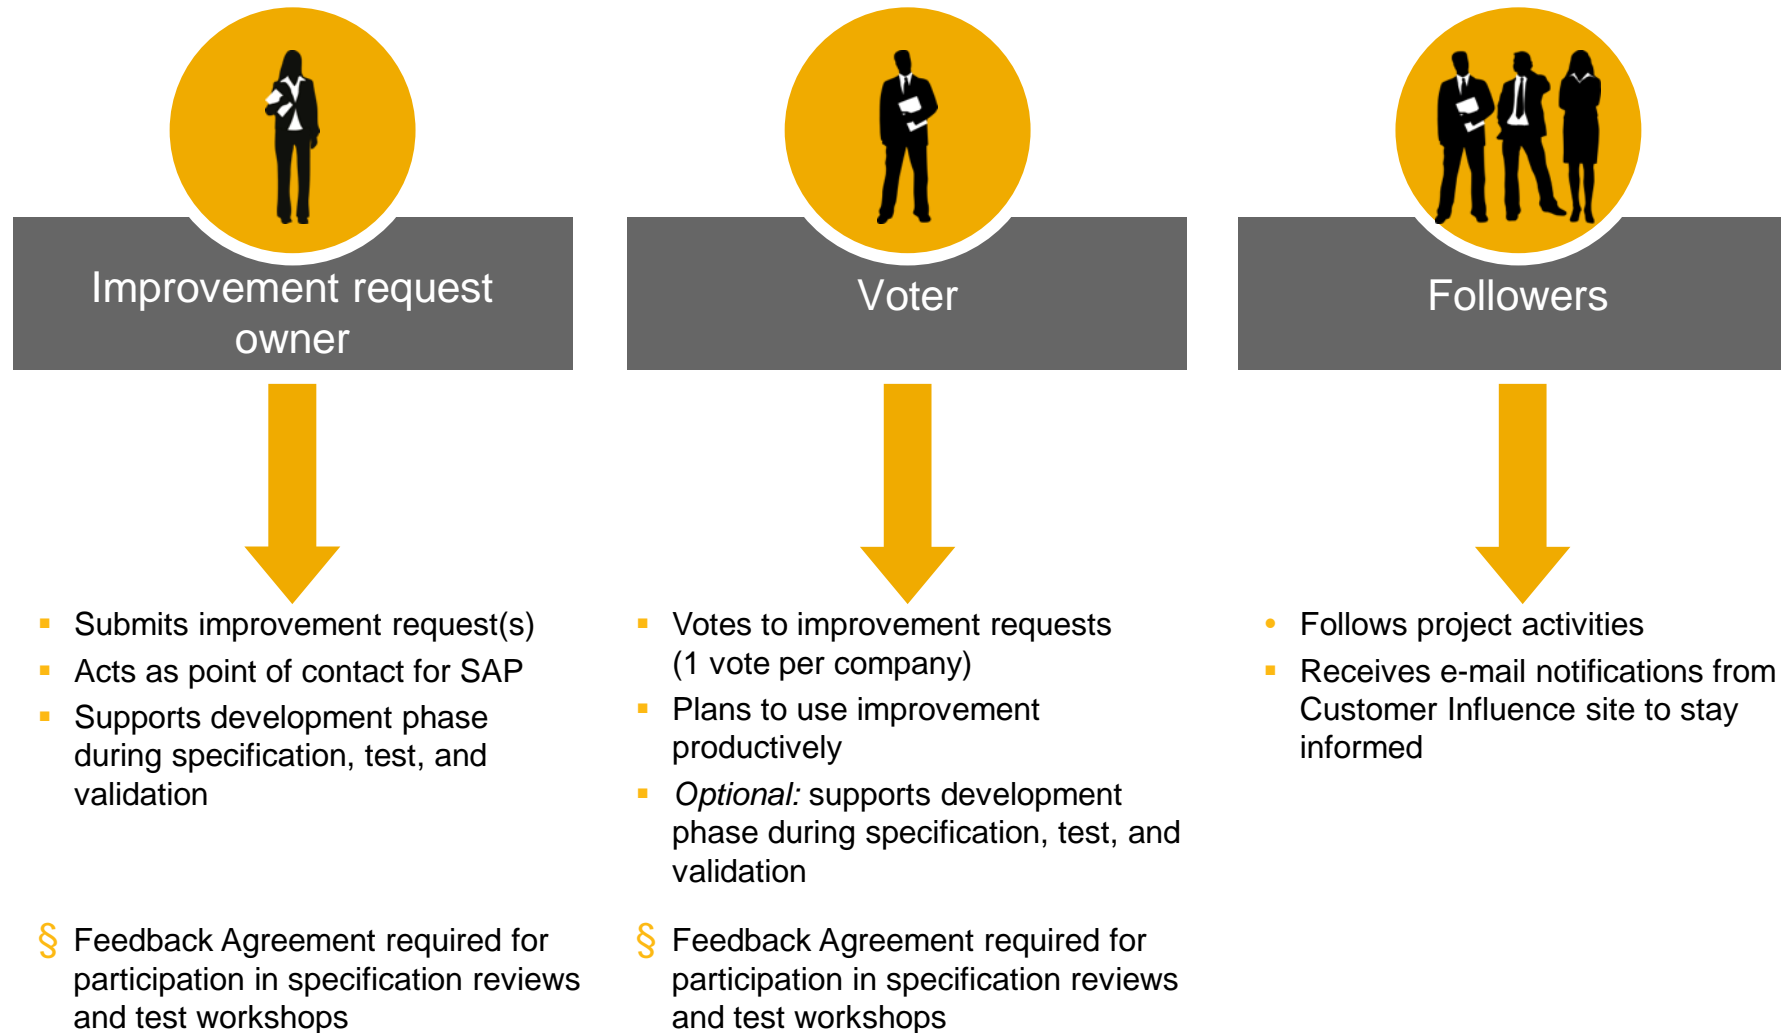 Improvement request
owner
Voter
Followers
▪ Submits improvement request(s)
▪ Acts as point of contact for SAP
▪ Supports development phase
during specification, test, and
validation
§ Feedback Agreement required for
participation in specification reviews
and test workshops
▪ Votes to improvement requests
(1 vote per company)
▪ Plans to use improvement
productively
▪ Optional: supports development
phase during specification, test, and
validation
§ Feedback Agreement required for
participation in specification reviews
and test workshops
• Follows project activities
▪ Receives e-mail notifications from
Customer Influence site to stay
informed